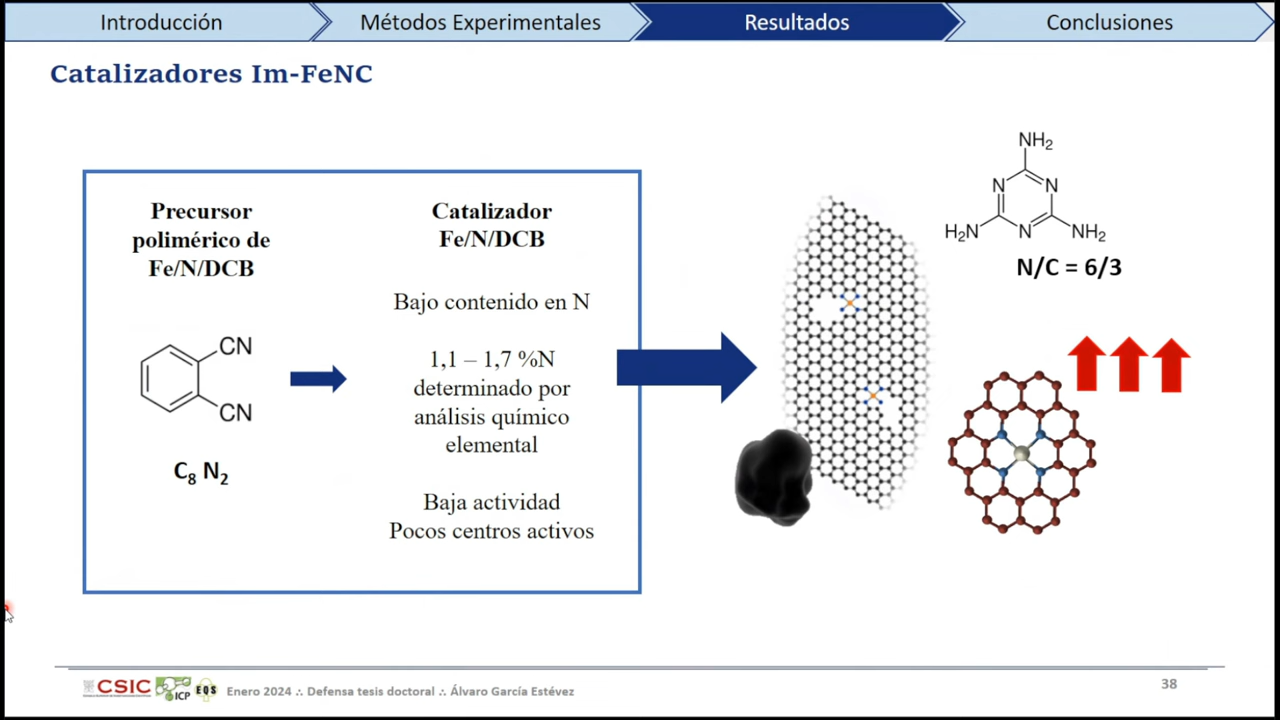 Introducción
Métodos Experimentales
Resultados
Conclusiones
Catalizadores Im-FeNC
Precursor
polimérico de
Fe/N/DCB
CN
CN
C₈ N₂
Catalizador
Fe/N/DCB
Bajo contenido en N
1,1 – 1,7 %N
determinado por
análisis químico
elemental
Baja actividad
Pocos centros activos
NH₂
N
N
H₂N
N
NH₂
N/C = 6/3
CSIC
ICP
EQS
Enero 2024 ∴ Defensa tesis doctoral ∴ Álvaro García Estévez
38